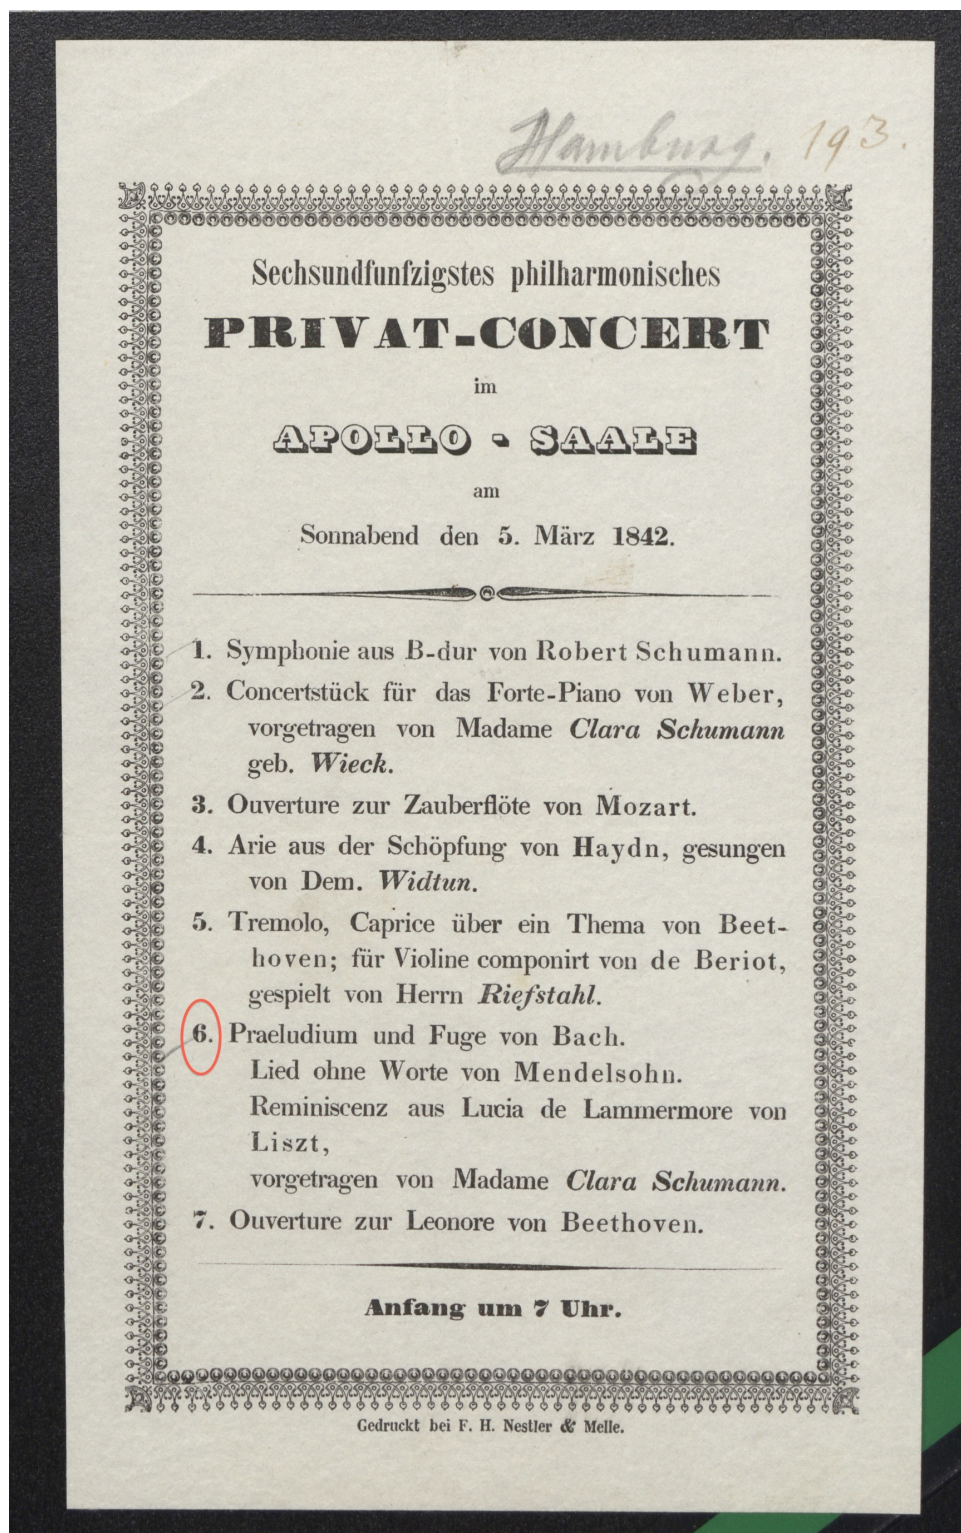 Hamburg. 193.
Sechsundfunfzigstes philharmonisches
PRIVAT-CONCERT
im
APOLLO - SAALE
am
Sonnabend den 5. März 1842.
1. Symphonie aus B-dur von Robert Schumann.
2. Concertstück für das Forte-Piano von Weber,
vorgetragen von Madame Clara Schumann
geb. Wieck.
3. Ouverture zur Zauberflöte von Mozart.
4. Arie aus der Schöpfung von Haydn, gesungen
von Dem. Widtun.
5. Tremolo, Caprice über ein Thema von Beet-
hoven; für Violine componirt von de Beriot,
gespielt von Herrn Riefstahl.
6. Praeludium und Fuge von Bach.
Lied ohne Worte von Mendelsohn.
Reminiscenz aus Lucia de Lammermore von
Liszt,
vorgetragen von Madame Clara Schumann.
7. Ouverture zur Leonore von Beethoven.
Anfang um 7 Uhr.
Gedruckt bei F. H. Nestler & Melle.